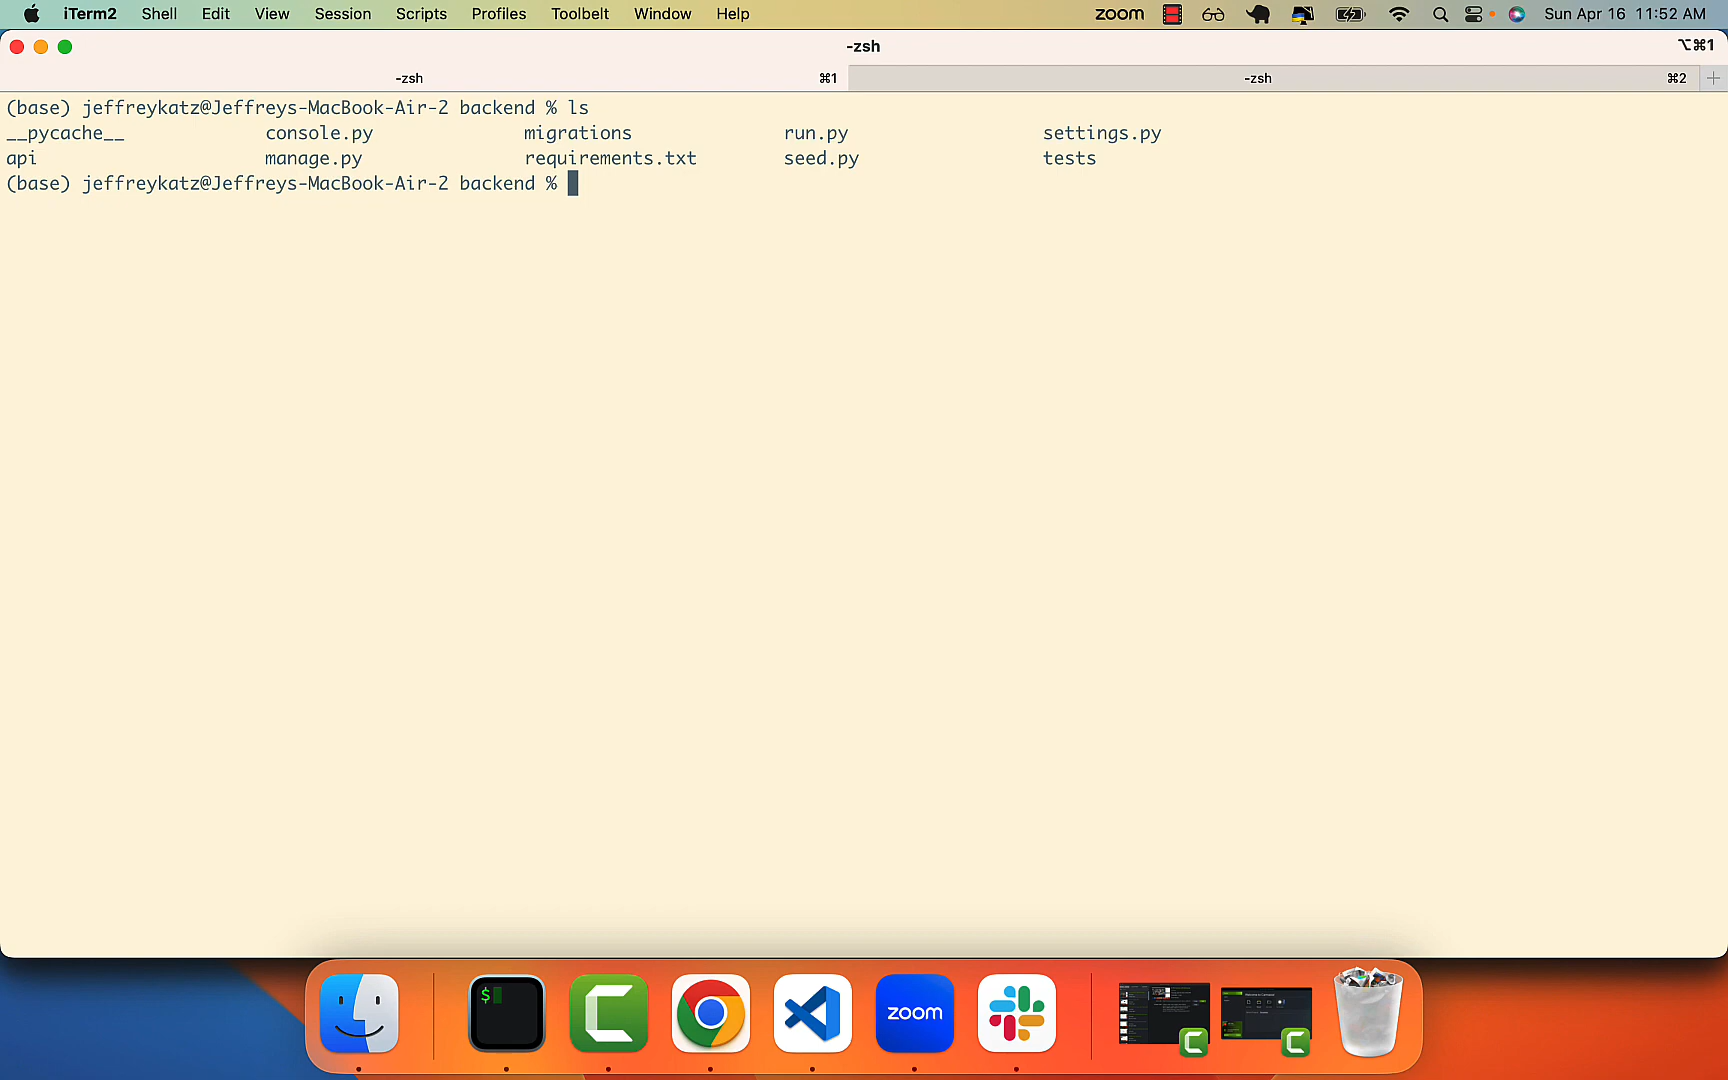 iTerm2 Shell Edit View Session Scripts Profiles Toolbelt Window Help zoom Sun Apr 16 11:52 AM
-zsh ⌥⌘1
-zsh ⌘1 -zsh ⌘2
(base) jeffreykatz@Jeffreys-MacBook-Air-2 backend % ls
__pycache__ console.py migrations run.py settings.py
api manage.py requirements.txt seed.py tests
(base) jeffreykatz@Jeffreys-MacBook-Air-2 backend %
$
zoom